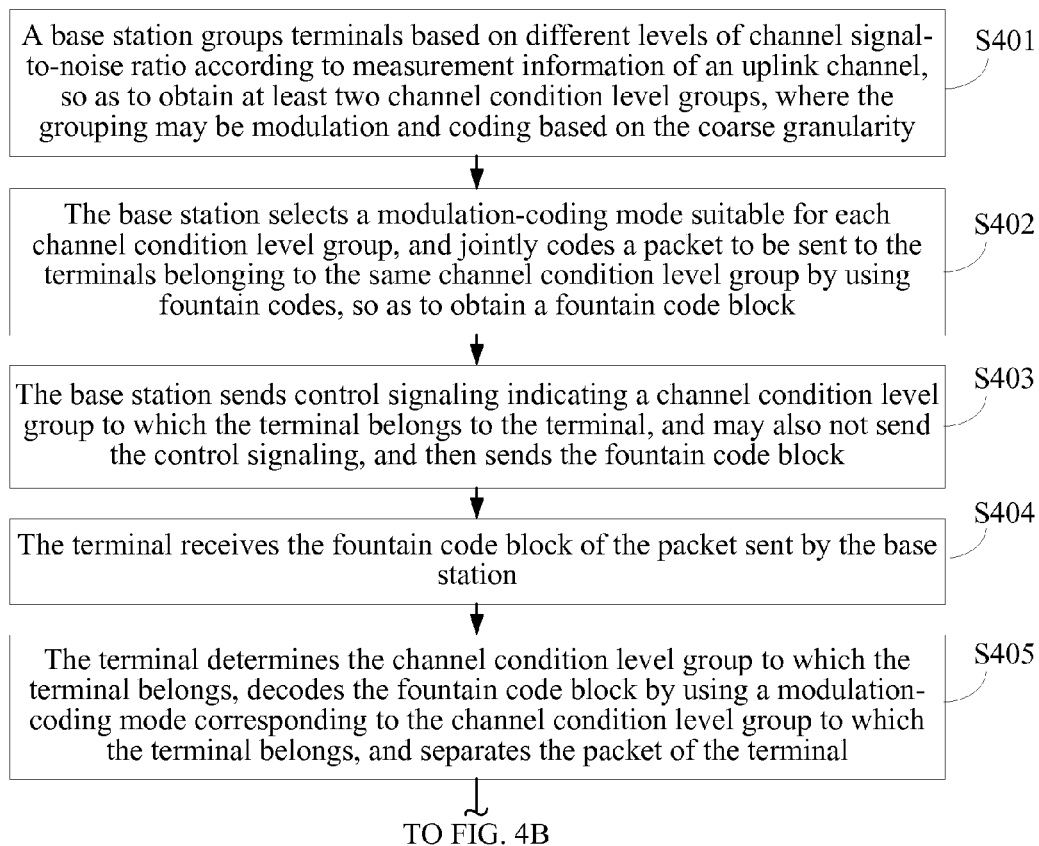 A base station groups terminals based on different levels of channel signal-
to-noise ratio according to measurement information of an uplink channel,
so as to obtain at least two channel condition level groups, where the
grouping may be modulation and coding based on the coarse granularity
S401
The base station selects a modulation-coding mode suitable for each
channel condition level group, and jointly codes a packet to be sent to the
terminals belonging to the same channel condition level group by using
fountain codes, so as to obtain a fountain code block
S402
The base station sends control signaling indicating a channel condition level
group to which the terminal belongs to the terminal, and may also not send
the control signaling, and then sends the fountain code block
S403
The terminal receives the fountain code block of the packet sent by the base
station
S404
The terminal determines the channel condition level group to which the
terminal belongs, decodes the fountain code block by using a modulation-
coding mode corresponding to the channel condition level group to which
the terminal belongs, and separates the packet of the terminal
S405
TO FIG. 4B